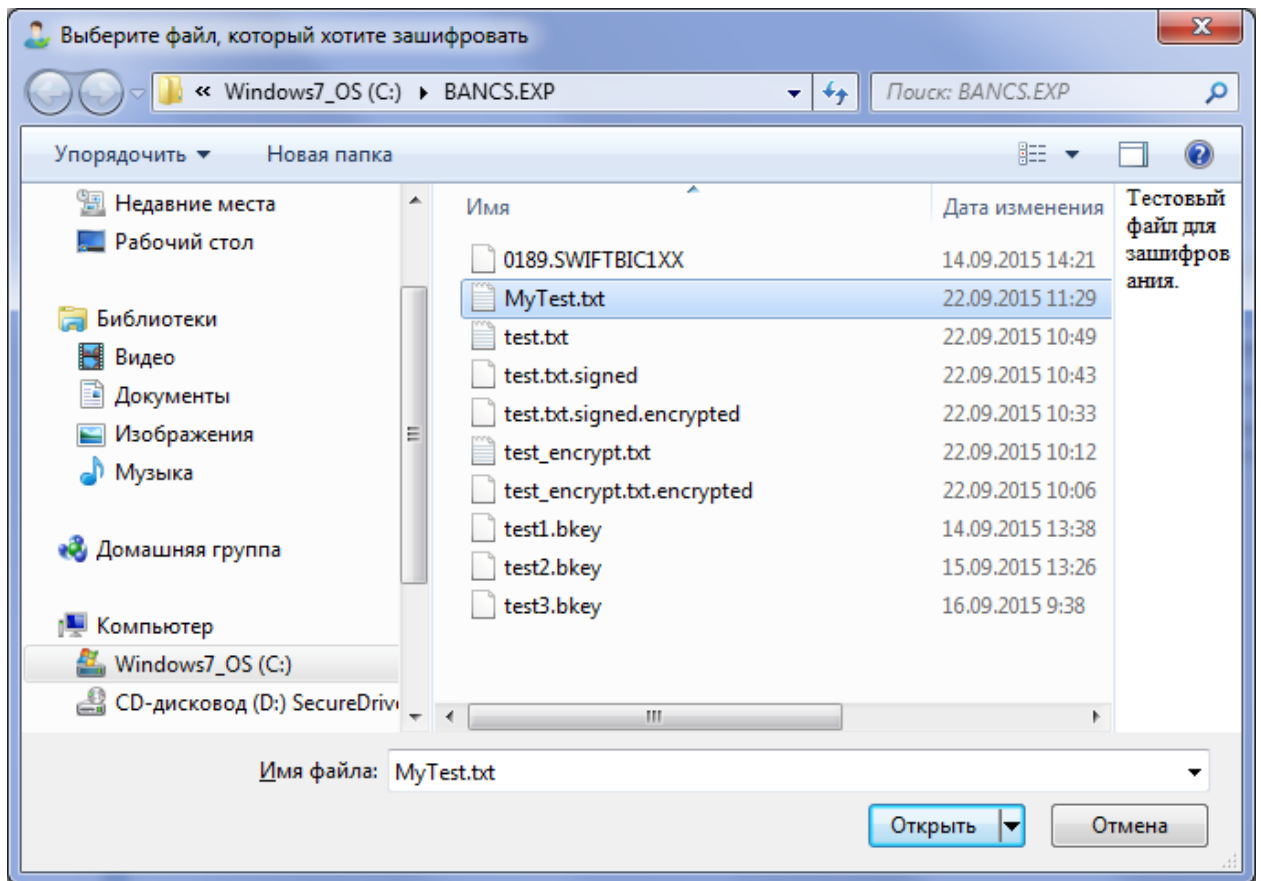 Выберите файл, который хотите зашифровать
« Windows7_OS (C:) BANCS.EXP
Поиск: BANCS.EXP
Упорядочить
Новая папка
Недавние места
Рабочий стол
Библиотеки
Видео
Документы
Изображения
Музыка
Домашняя группа
Компьютер
Windows7_OS (C:)
CD-дисковод (D:) SecureDriv
Имя Дата изменения
0189.SWIFTBIC1XX 14.09.2015 14:21
MyTest.txt 22.09.2015 11:29
test.txt 22.09.2015 10:49
test.txt.signed 22.09.2015 10:43
test.txt.signed.encrypted 22.09.2015 10:33
test_encrypt.txt 22.09.2015 10:12
test_encrypt.txt.encrypted 22.09.2015 10:06
test1.bkey 14.09.2015 13:38
test2.bkey 15.09.2015 13:26
test3.bkey 16.09.2015 9:38
Тестовый
файл для
зашифров
ания.
Имя файла: MyTest.txt
Открыть
Отмена